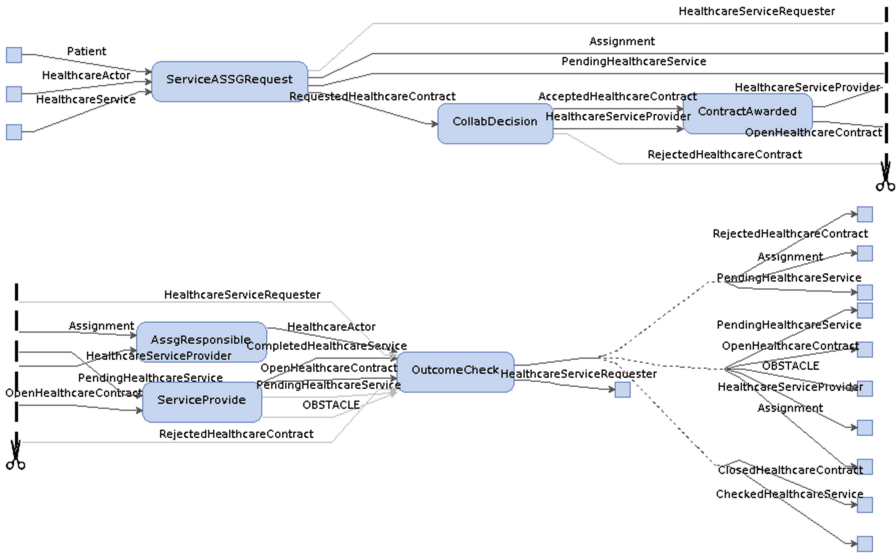 HealthcareServiceRequester
Assignment
Patient
PendingHealthcareService
HealthcareActor
ServiceASSGRequest
HealthcareService
RequestedHealthcareContract
AcceptedHealthcareContract
HealthcareServiceProvider
CollabDecision
HealthcareServiceProvider
ContractAwarded
OpenHealthcareContract
RejectedHealthcareContract
RejectedHealthcareContract
Assignment
PendingHealthcareService
HealthcareServiceRequester
Assignment
AssgResponsible
HealthcareActor
PendingHealthcareService
HealthcareServiceProvider
CompletedHealthcareService
OpenHealthcareContract
PendingHealthcareService
OpenHealthcareContract
OutcomeCheck
HealthcareServiceRequester
OBSTACLE
OpenHealthcareContract
ServiceProvide
PendingHealthcareService
HealthcareServiceProvider
OBSTACLE
Assignment
RejectedHealthcareContract
ClosedHealthcareContract
CheckedHealthcareService